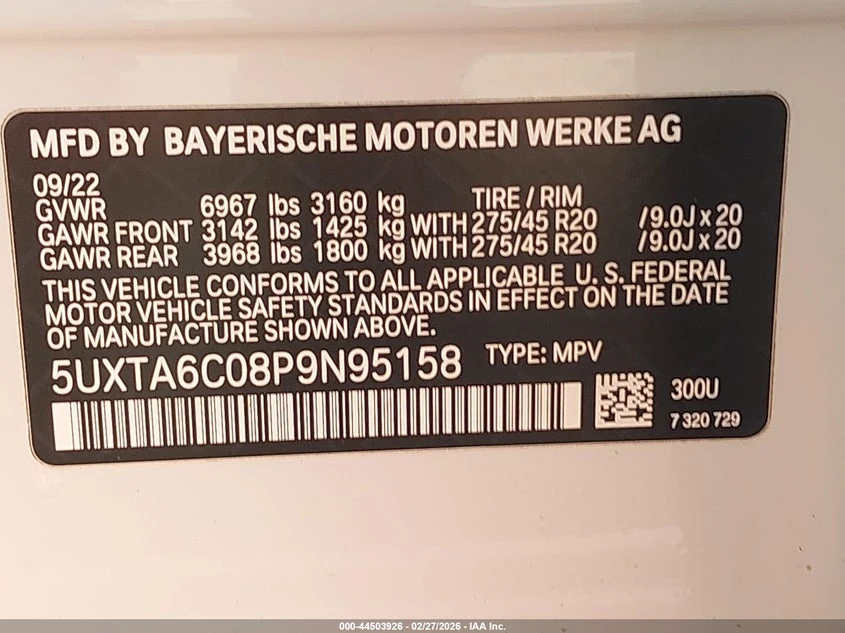 MFD BY BAYERISCHE MOTOREN WERKE AG
09/22 TIRE / RIM
GVWR 6967 lbs 3160 kg
GAWR FRONT 3142 lbs 1425 kg WITH 275/45 R20 /9.0J x 20
GAWR REAR 3968 lbs 1800 kg WITH 275/45 R20 /9.0J x 20
THIS VEHICLE CONFORMS TO ALL APPLICABLE U. S. FEDERAL
MOTOR VEHICLE SAFETY STANDARDS IN EFFECT ON THE DATE
OF MANUFACTURE SHOWN ABOVE.
5UXTA6C08P9N95158 TYPE: MPV
300U
7 320 729
000-44503926 - 02/27/2026 - IAA Inc.